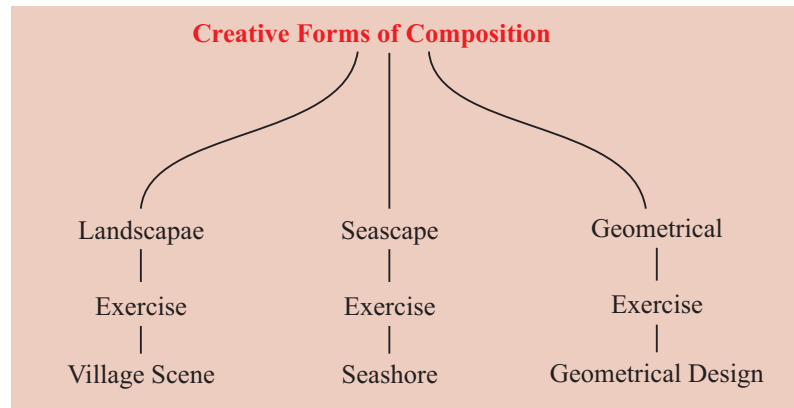 Creative Forms of Composition
Landscapae
Seascape
Geometrical
Exercise
Exercise
Exercise
Village Scene
Seashore
Geometrical Design